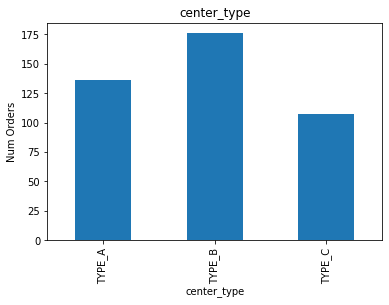 center_type
Num Orders
175
150
125
100
75
50
25
0
TYPE_A
TYPE_B
TYPE_C
center_type